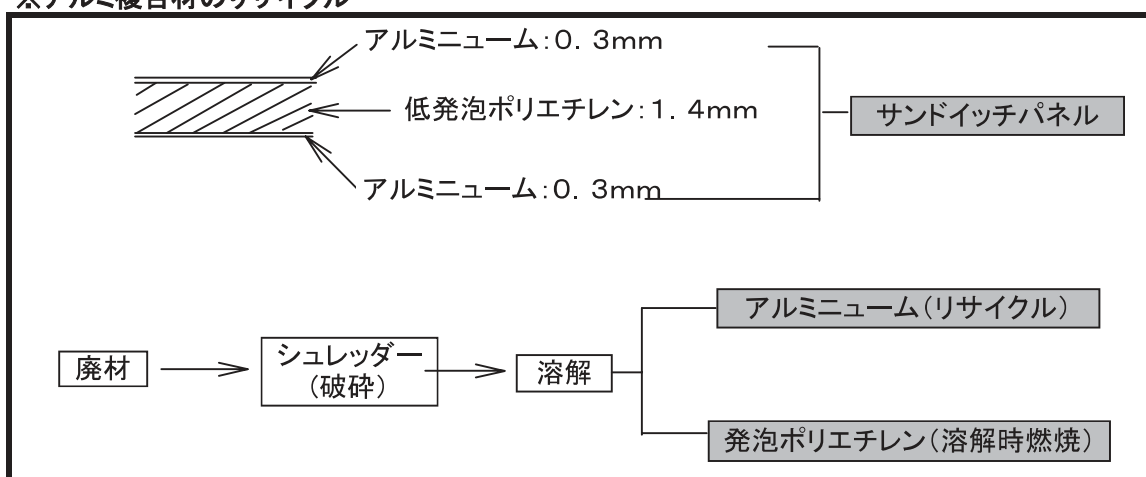 ※アルミ複合材のリサイクル
アルミニューム:0.3mm
低発泡ポリエチレン:1.4mm
サンドイッチパネル
アルミニューム:0.3mm
アルミニューム(リサイクル)
廃材
シュレッダー
(破砕)
溶解
発泡ポリエチレン(溶解時燃焼)